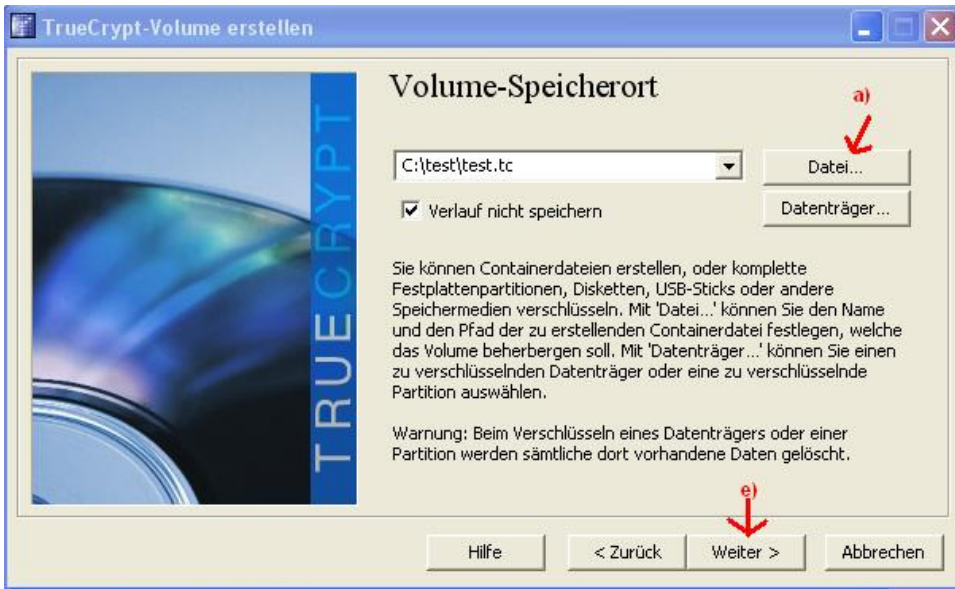 TrueCrypt-Volume erstellen
TRUECRYPT
Volume-Speicherort
a)
C:\test\test.tc
Datei...
Verlauf nicht speichern
Datenträger...
Sie können Containerdateien erstellen, oder komplette
Festplattenpartitionen, Disketten, USB-Sticks oder andere
Speichermedien verschlüsseln. Mit 'Datei...' können Sie den Name
und den Pfad der zu erstellenden Containerdatei festlegen, welche
das Volume beherbergen soll. Mit 'Datenträger...' können Sie einen
zu verschlüsselnden Datenträger oder eine zu verschlüsselnde
Partition auswählen.
Warnung: Beim Verschlüsseln eines Datenträgers oder einer
Partition werden sämtliche dort vorhandene Daten gelöscht.
e)
Hilfe
< Zurück
Weiter >
Abbrechen